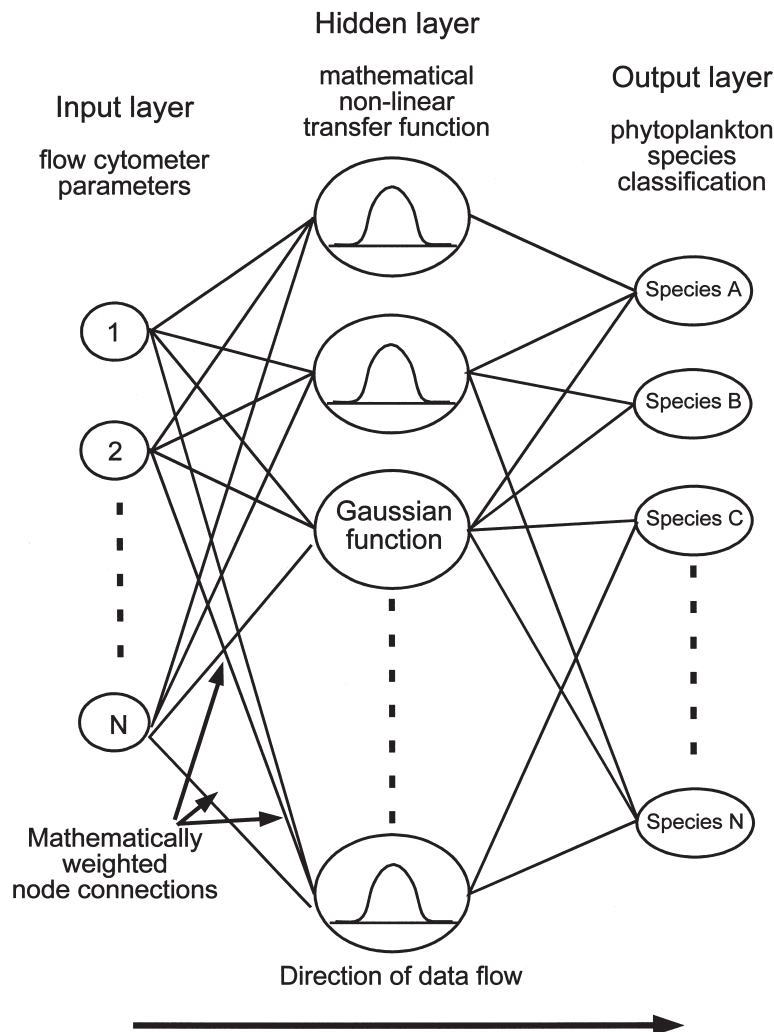 Hidden layer
mathematical
non-linear
transfer function
Input layer
flow cytometer
parameters
Output layer
phytoplankton
species
classification
1
2
N
Gaussian
function
Species A
Species B
Species C
Species N
Mathematically
weighted
node connections
Direction of data flow